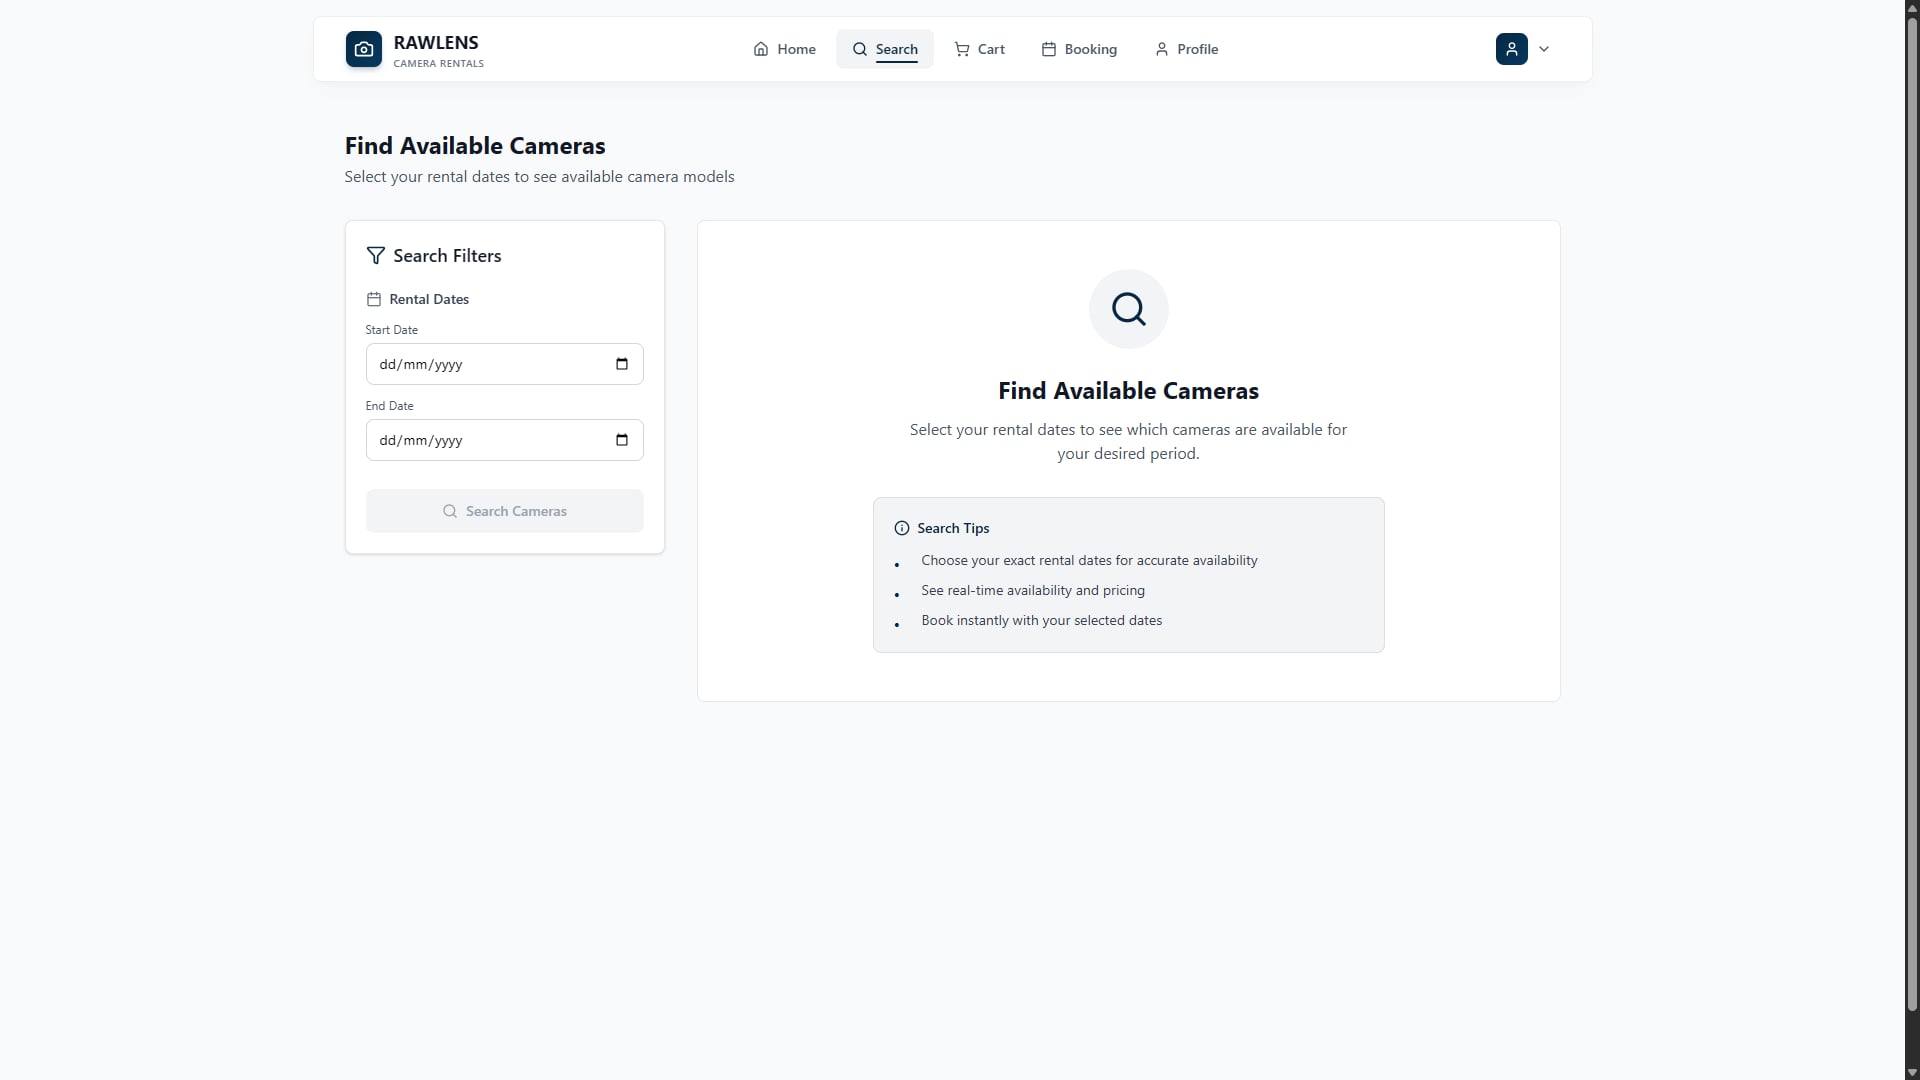 RAWLENS
CAMERA RENTALS
Home
Search
Cart
Booking
Profile
Find Available Cameras
Select your rental dates to see available camera models
Search Filters
Rental Dates
Start Date
dd/mm/yyyy
End Date
dd/mm/yyyy
Search Cameras
Find Available Cameras
Select your rental dates to see which cameras are available for
your desired period.
Search Tips
• Choose your exact rental dates for accurate availability
• See real-time availability and pricing
• Book instantly with your selected dates